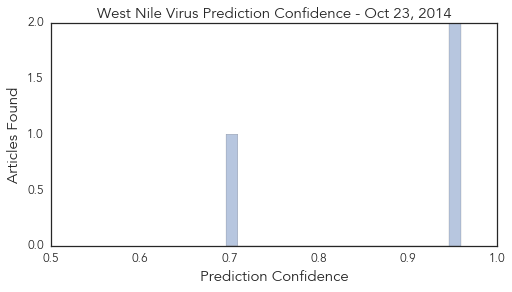 West Nile Virus Prediction Confidence - Oct 23, 2014
2.0
1.5
1.0
0.5
0.0
Articles Found
0.5 0.6 0.7 0.8 0.9 1.0
Prediction Confidence